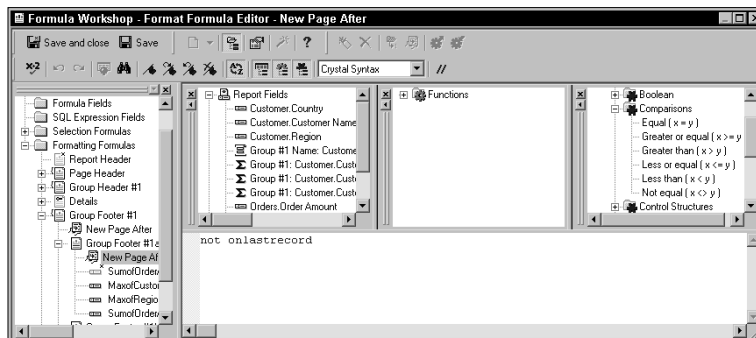 Formula Workshop - Format Formula Editor - New Page After
Save and close Save
Crystal Syntax
Formula Fields
SQL Expression Fields
Selection Formulas
Formatting Formulas
Report Header
Page Header
Group Header #1
Details
Group Footer #1
New Page After
Group Footer #1a
New Page Af
SumofOrder
MaxofCusto
MaxofRegio
SumofOrder
Report Fields
Customer.Country
Customer.Customer Name
Customer.Region
Group #1 Name: Custome
Group #1: Customer.Cust
Group #1: Customer.Cust
Group #1: Customer.Cust
Orders.Order Amount
Functions
Boolean
Comparisons
Equal ( x = y )
Greater or equal ( x >= y
Greater than ( x > y )
Less or equal ( x <= y )
Less than ( x < y )
Not equal ( x <> y )
Control Structures
not onlastrecord